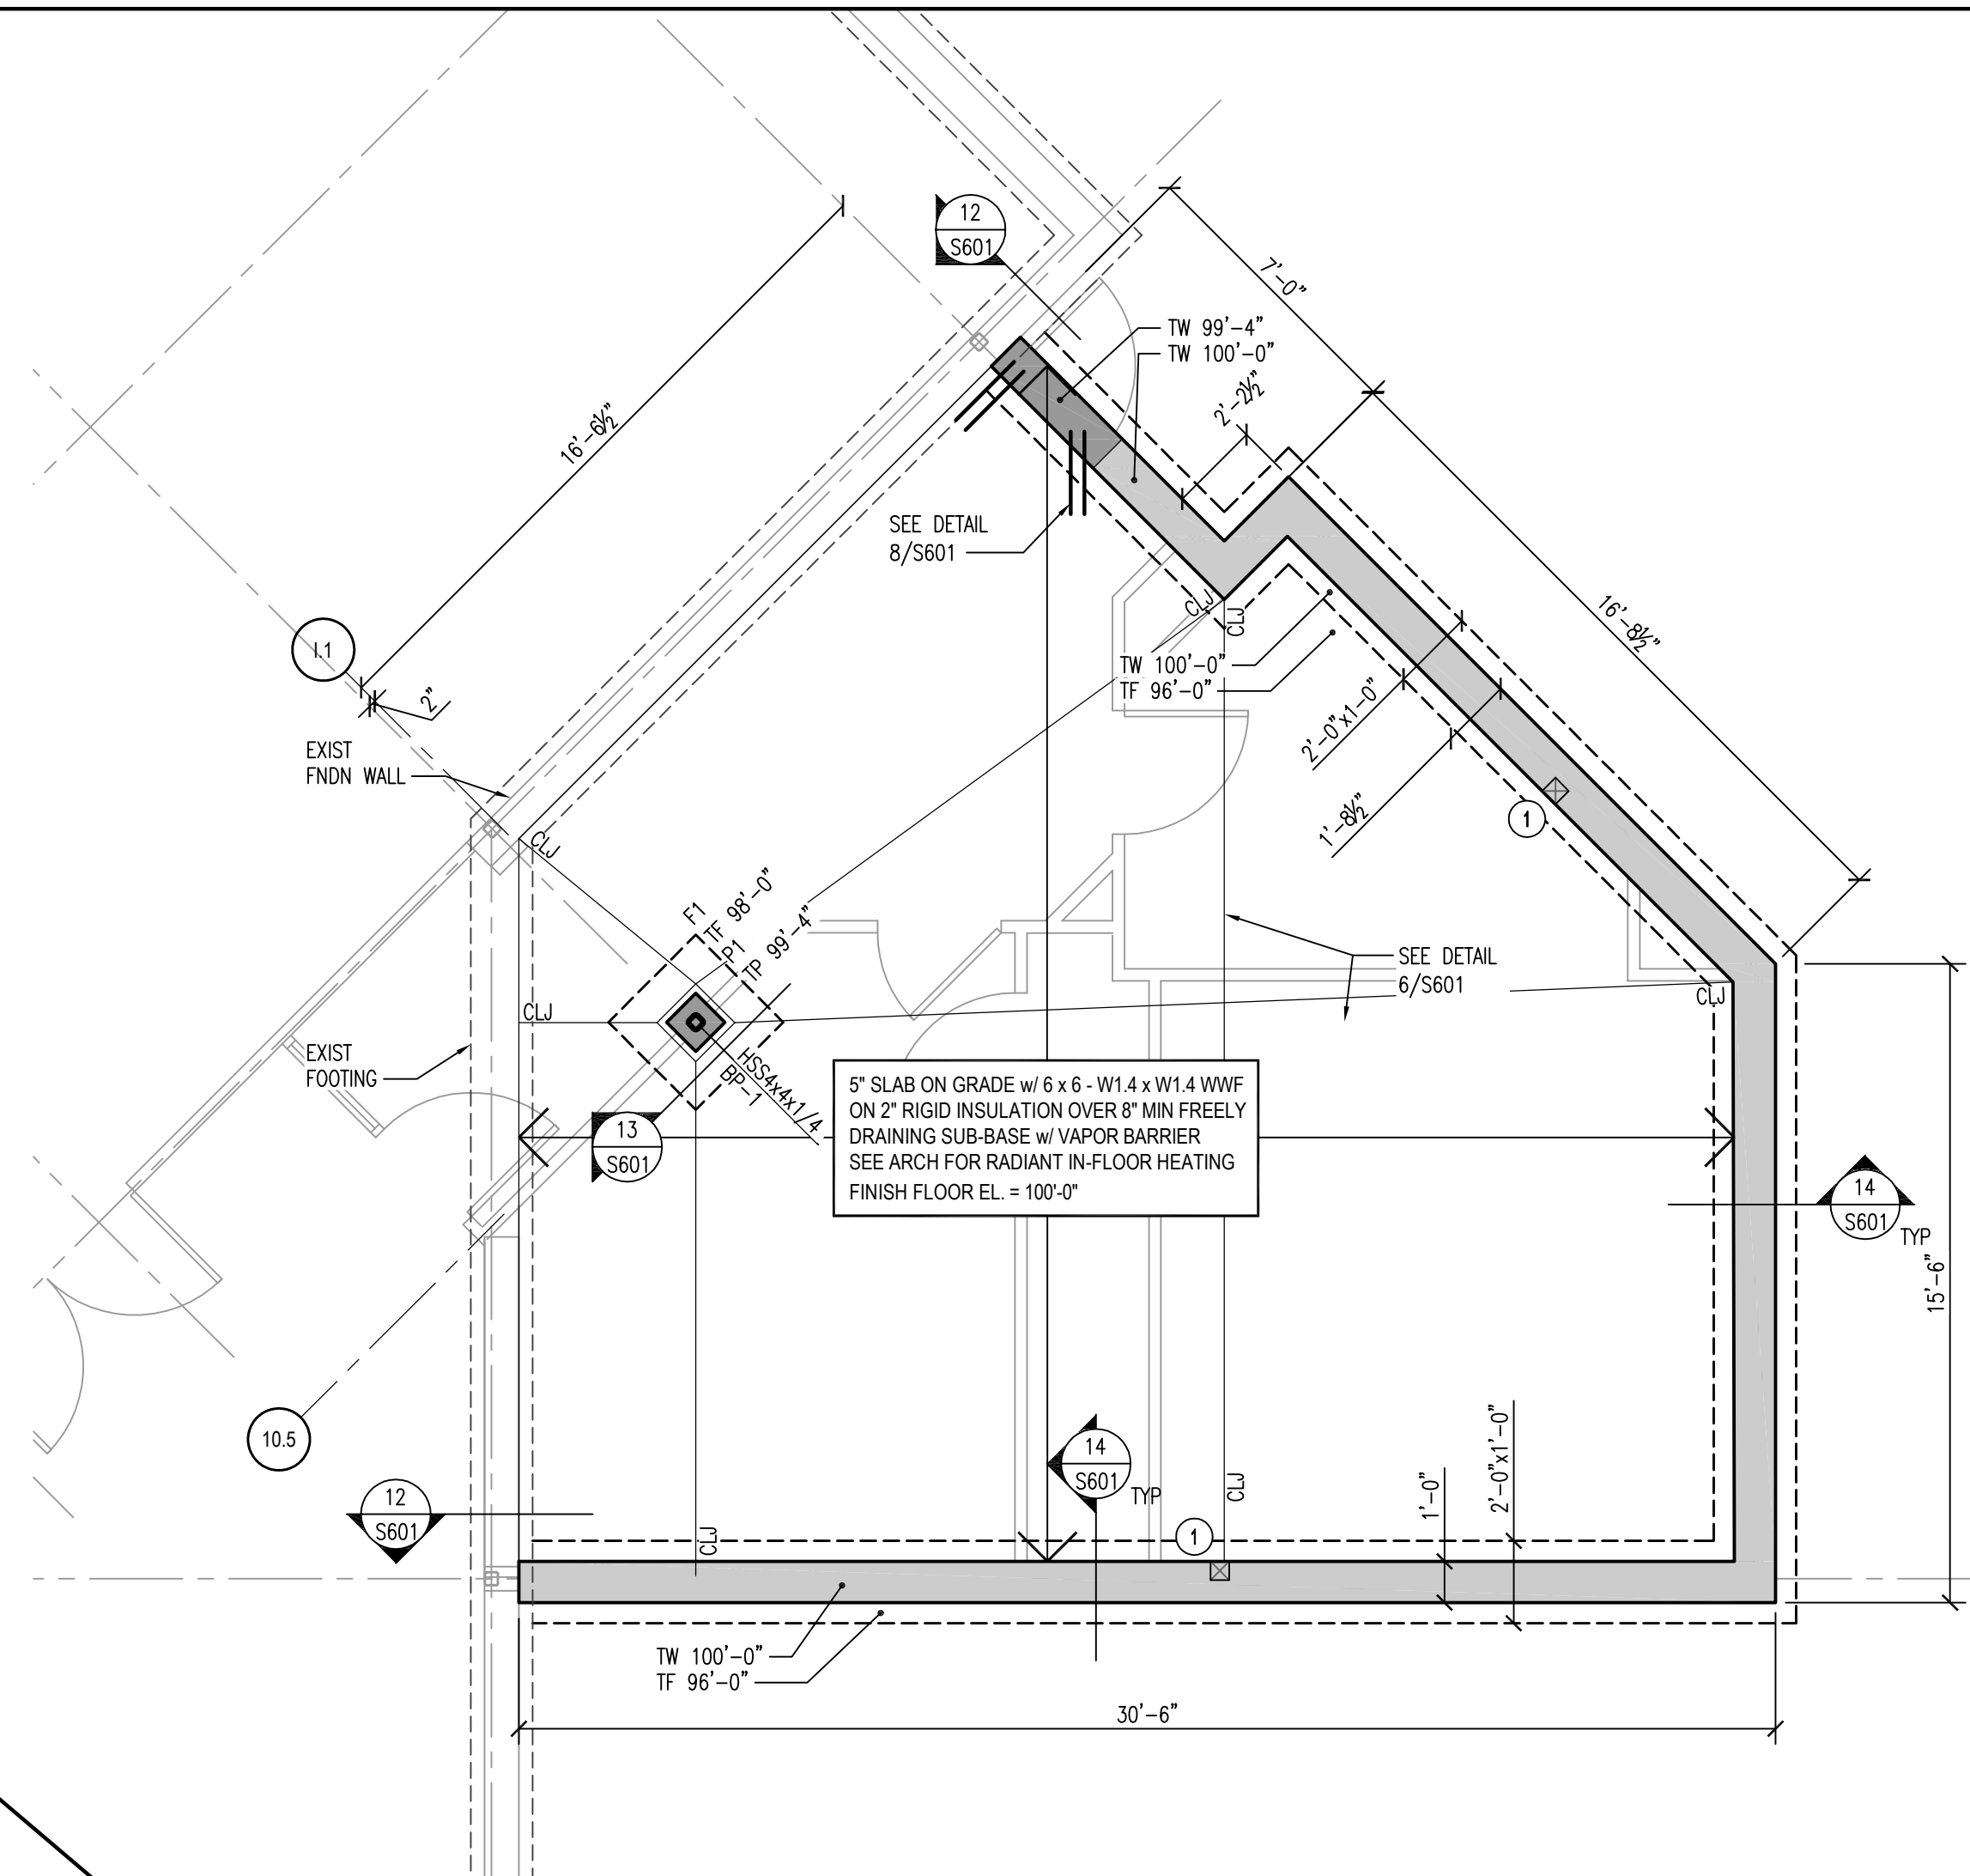 12
S601
7'-0"
TW 99'-4"
TW 100'-0"
2'-2½"
16'-6½"
SEE DETAIL
8/S601
CLJ
CLJ
16'-8½"
I.1
2"
TW 100'-0"
TF 96'-0"
2'-0"x1-0"
1'-8½"
1
EXIST
FNDN WALL
CLJ
F1
TF 98'-0"
P1
TP 99'-4"
SEE DETAIL
6/S601
CLJ
CLJ
EXIST
FOOTING
HSS4x4x1/4
BP-1
5" SLAB ON GRADE w/ 6 x 6 - W1.4 x W1.4 WWF
ON 2" RIGID INSULATION OVER 8" MIN FREELY
DRAINING SUB-BASE w/ VAPOR BARRIER
SEE ARCH FOR RADIANT IN-FLOOR HEATING
FINISH FLOOR EL. = 100'-0"
13
S601
14
S601
TYP
15'-6"
10.5
12
S601
14
S601
TYP
CLJ
CLJ
1
1'-0"
2'-0"x1'-0"
TW 100'-0"
TF 96'-0"
30'-6"